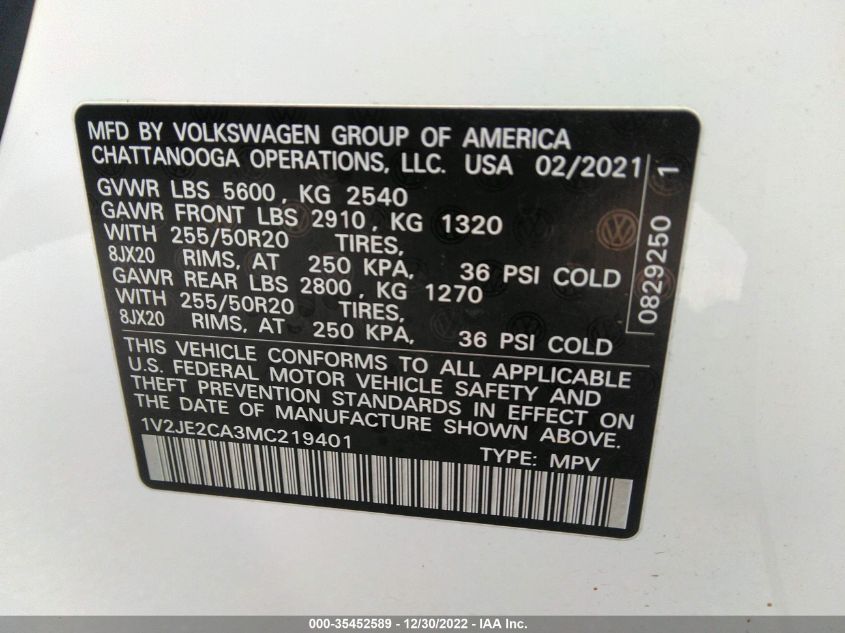 MFD BY VOLKSWAGEN GROUP OF AMERICA
CHATTANOOGA OPERATIONS, LLC. USA 02/2021
GVWR LBS 5600, KG 2540
GAWR FRONT LBS 2910, KG 1320
WITH 255/50R20 TIRES,
8JX20 RIMS, AT 250 KPA, 36 PSI COLD
GAWR REAR LBS 2800, KG 1270
WITH 255/50R20 TIRES,
8JX20 RIMS, AT 250 KPA, 36 PSI COLD
0829250 1
THIS VEHICLE CONFORMS TO ALL APPLICABLE
U.S. FEDERAL MOTOR VEHICLE SAFETY AND
THEFT PREVENTION STANDARDS IN EFFECT ON
THE DATE OF MANUFACTURE SHOWN ABOVE.
1V2JE2CA3MC219401
TYPE: MPV
000-35452589 - 12/30/2022 - IAA Inc.